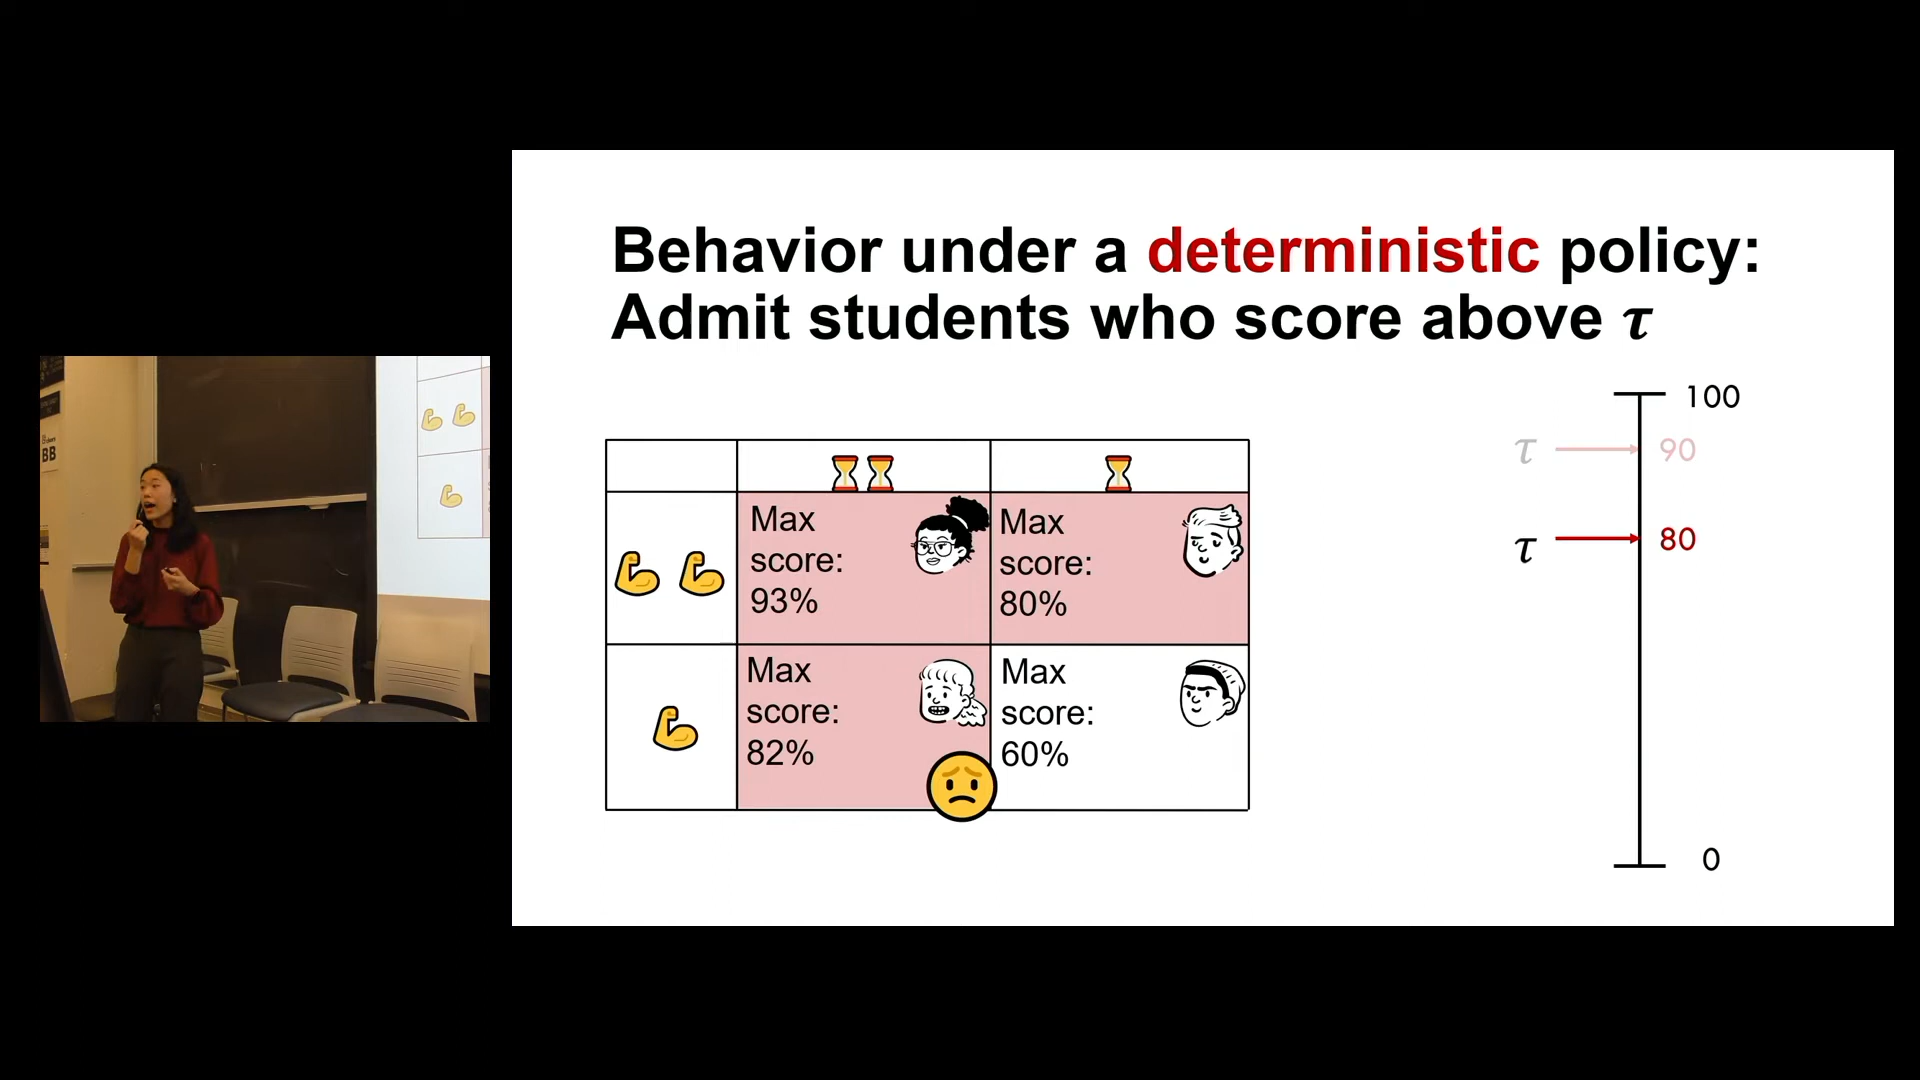 Behavior under a deterministic policy:
Admit students who score above τ
Max
score:
93%
Max
score:
80%
Max
score:
82%
Max
score:
60%
100
τ 90
τ 80
0
BB